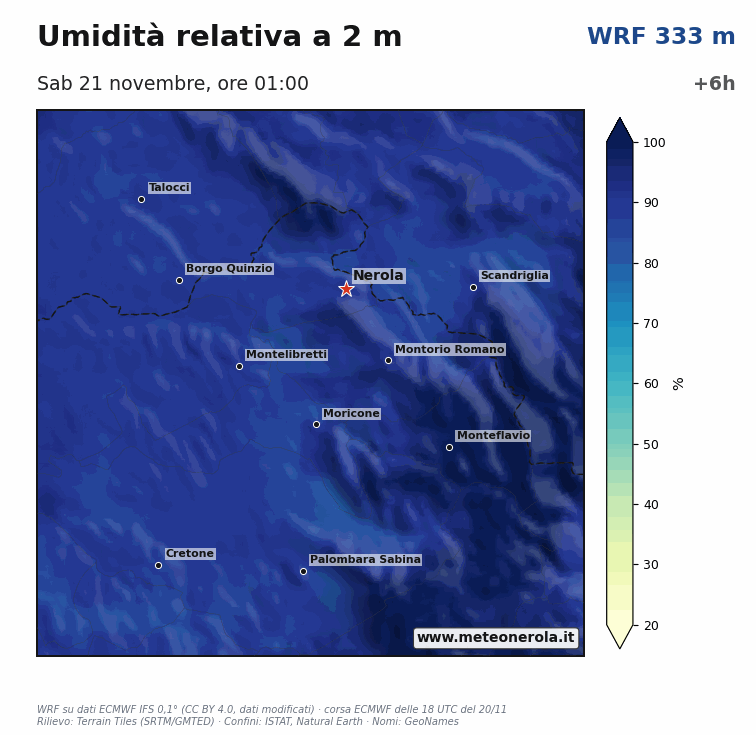 Umidità relativa a 2 m
WRF 333 m
Sab 21 novembre, ore 01:00
+6h
Talocci
Borgo Quinzio
Nerola
Scandriglia
Montelibretti
Montorio Romano
Moricone
Monteflavio
Cretone
Palombara Sabina
www.meteonerola.it
100
90
80
70
60
50
40
30
20
%
WRF su dati ECMWF IFS 0,1° (CC BY 4.0, dati modificati) · corsa ECMWF delle 18 UTC del 20/11
Rilievo: Terrain Tiles (SRTM/GMTED) · Confini: ISTAT, Natural Earth · Nomi: GeoNames